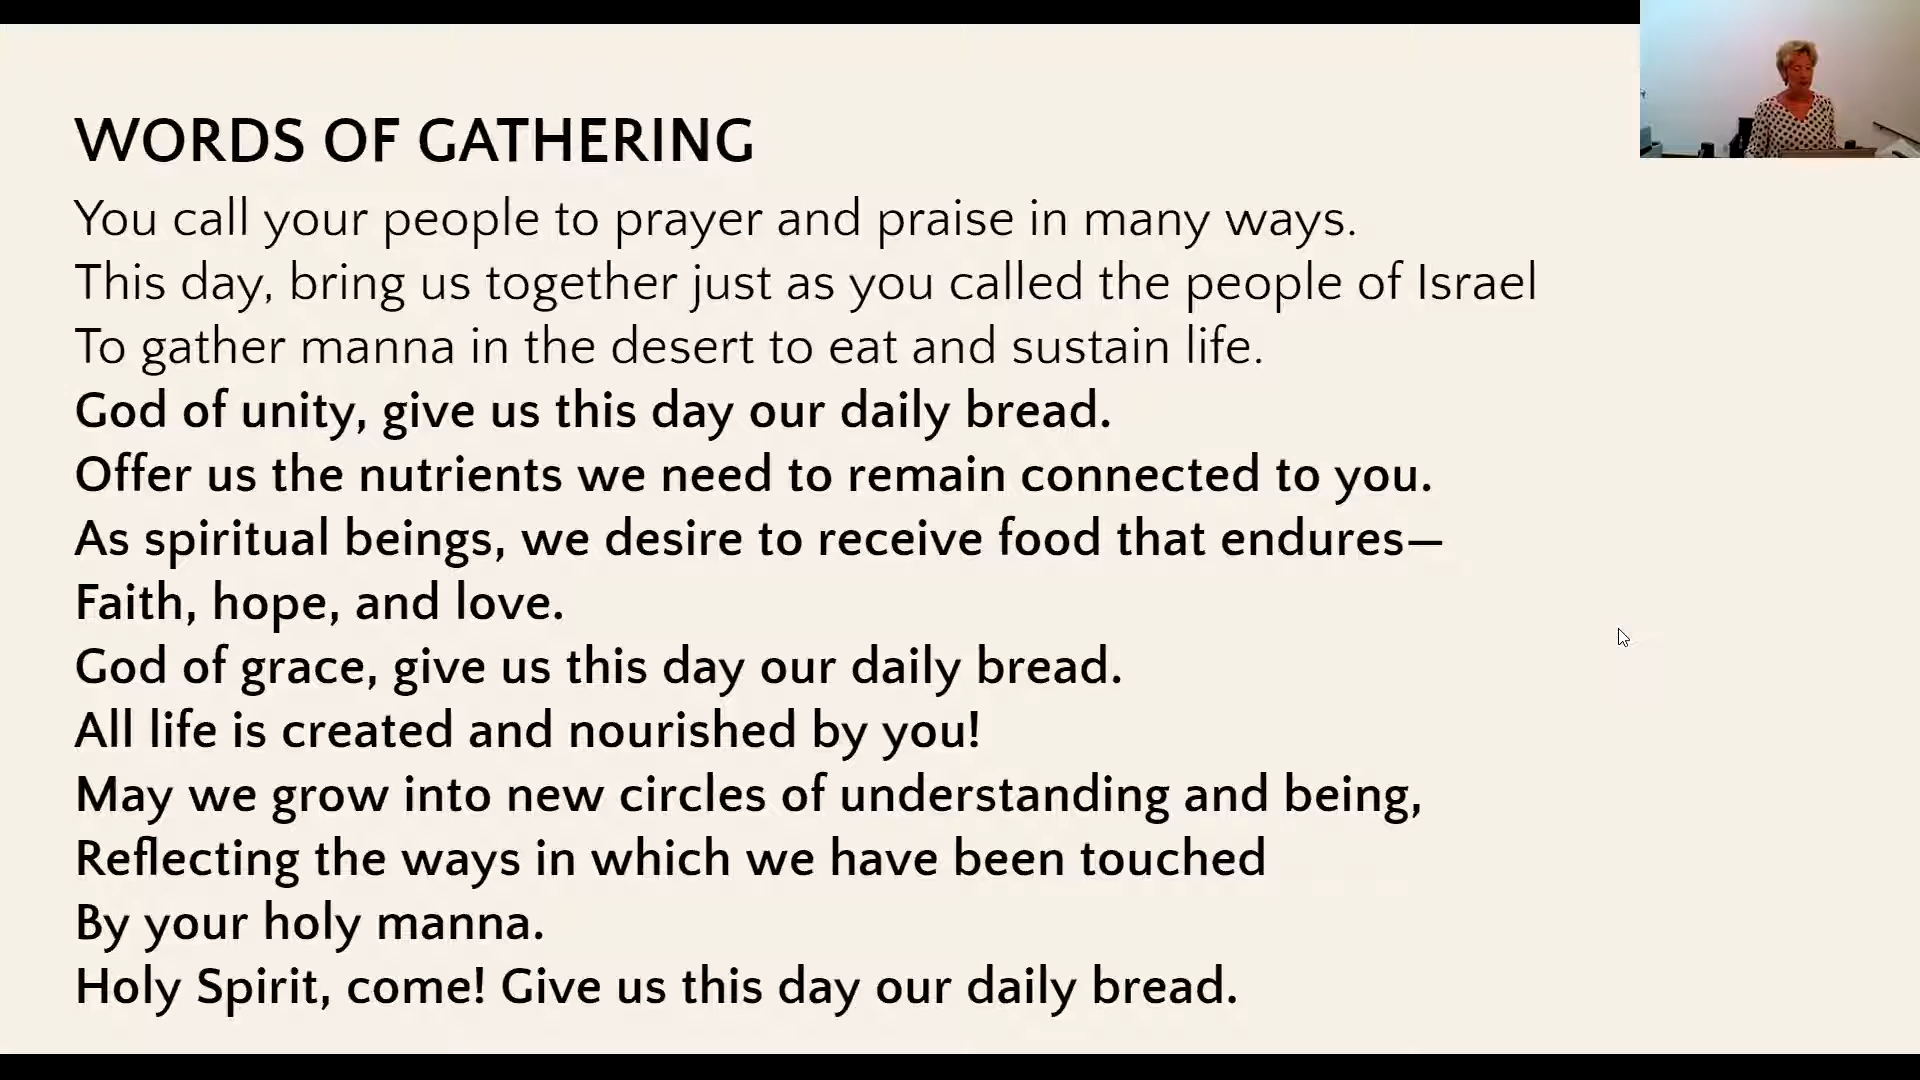 WORDS OF GATHERING
You call your people to prayer and praise in many ways.
This day, bring us together just as you called the people of Israel
To gather manna in the desert to eat and sustain life.
God of unity, give us this day our daily bread.
Offer us the nutrients we need to remain connected to you.
As spiritual beings, we desire to receive food that endures—
Faith, hope, and love.
God of grace, give us this day our daily bread.
All life is created and nourished by you!
May we grow into new circles of understanding and being,
Reflecting the ways in which we have been touched
By your holy manna.
Holy Spirit, come! Give us this day our daily bread.